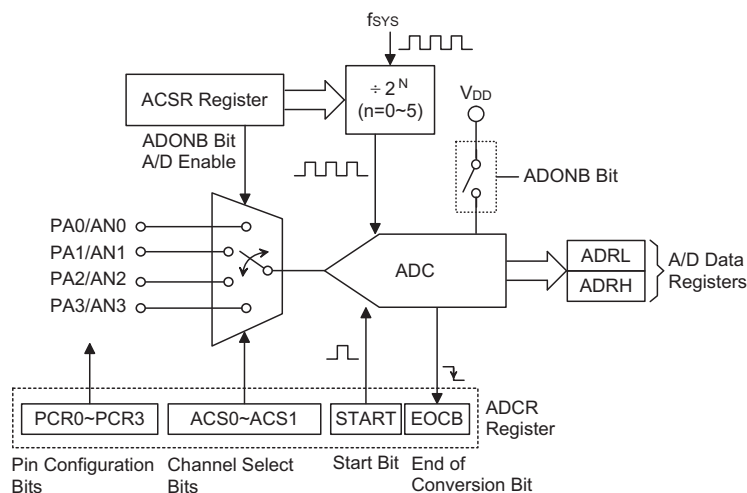 fSYS
ACSR Register
÷ 2N
(n=0~5)
VDD
ADONB Bit
A/D Enable
ADONB Bit
PA0/AN0
PA1/AN1
PA2/AN2
PA3/AN3
ADC
ADRL
ADRH
A/D Data
Registers
PCR0~PCR3
ACS0~ACS1
START
EOCB
ADCR
Register
Pin Configuration
Bits
Channel Select
Bits
Start Bit
End of
Conversion Bit